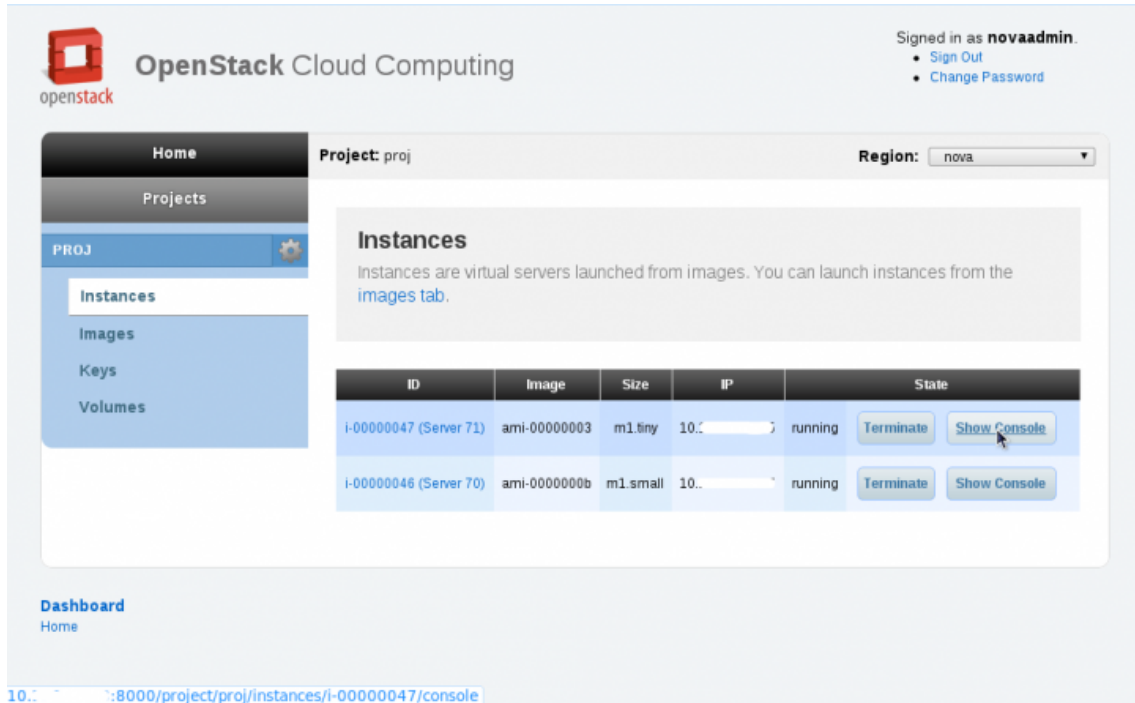 openstack
OpenStack Cloud Computing
Signed in as novaadmin.
• Sign Out
• Change Password
Home
Projects
PROJ
Instances
Images
Keys
Volumes
Project: proj
Region: nova
Instances
Instances are virtual servers launched from images. You can launch instances from the
images tab.
ID Image Size IP State
i-00000047 (Server 71) ami-00000003 m1.tiny 10. running Terminate Show Console
i-00000046 (Server 70) ami-0000000b m1.small 10. running Terminate Show Console
Dashboard
Home
10. :8000/project/proj/instances/i-00000047/console